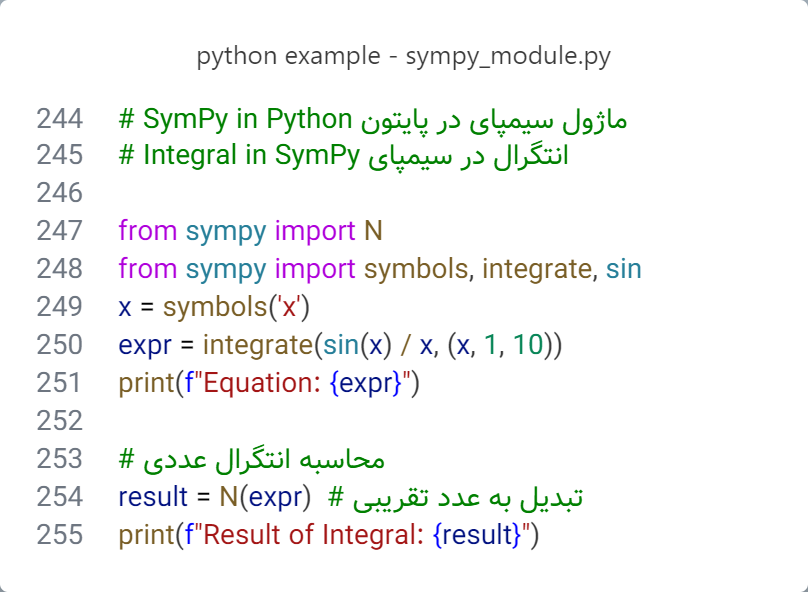 python example - sympy_module.py
244 # SymPy in Python ماژول سیمپای در پایتون
245 # Integral in SymPy انتگرال در سیمپای
246
247 from sympy import N
248 from sympy import symbols, integrate, sin
249 x = symbols('x')
250 expr = integrate(sin(x) / x, (x, 1, 10))
251 print(f"Equation: {expr}")
252
253 # محاسبه انتگرال عددی
254 result = N(expr)  # تبدیل به عدد تقریبی
255 print(f"Result of Integral: {result}")